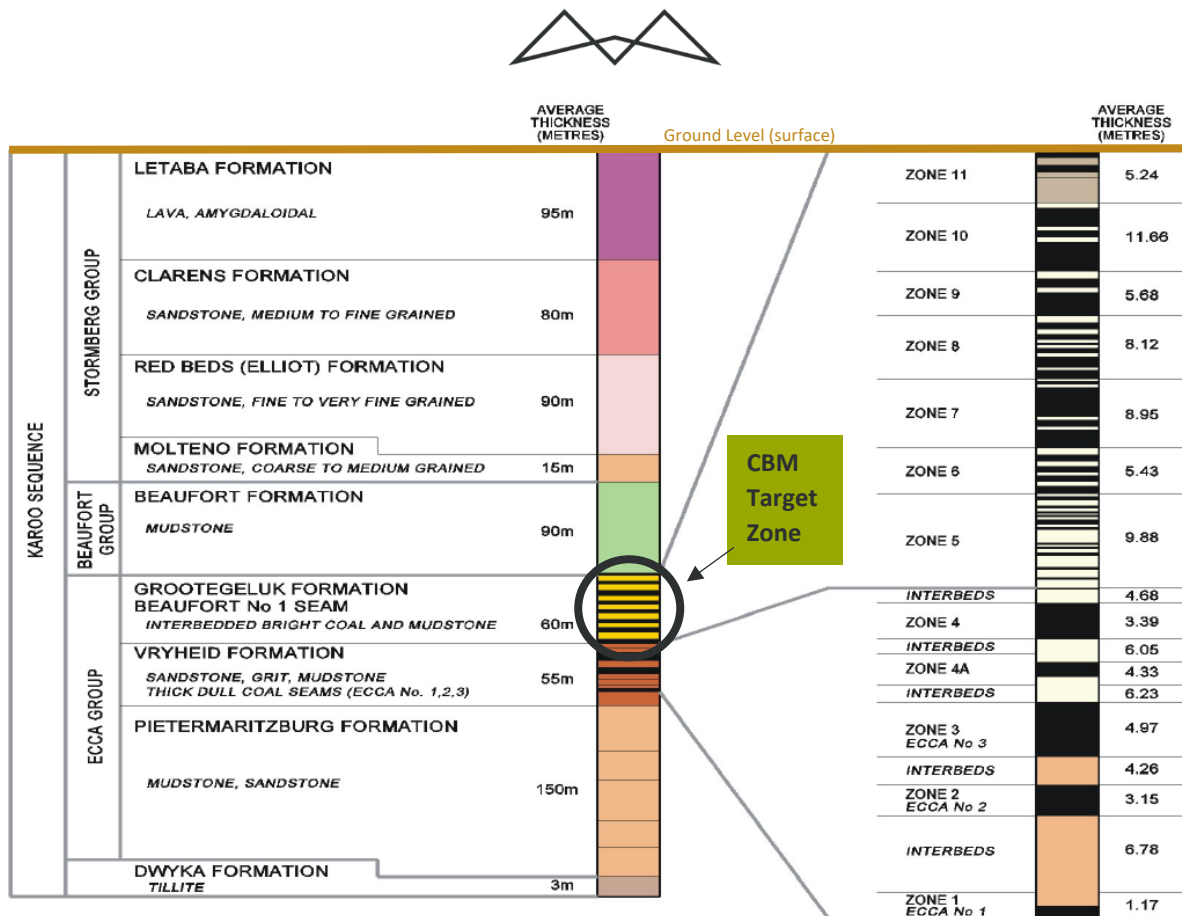 AVERAGE
THICKNESS
(METRES)
Ground Level (surface)
AVERAGE
THICKNESS
(METRES)
KAROO SEQUENCE
STORMBERG GROUP
LETABA FORMATION
LAVA, AMYGDALOIDAL
95m
CLARENS FORMATION
SANDSTONE, MEDIUM TO FINE GRAINED
80m
RED BEDS (ELLIOT) FORMATION
SANDSTONE, FINE TO VERY FINE GRAINED
90m
MOLTENO FORMATION
SANDSTONE, COARSE TO MEDIUM GRAINED
15m
BEAUFORT
GROUP
BEAUFORT FORMATION
MUDSTONE
90m
ECCA GROUP
GROOTEGELUK FORMATION
BEAUFORT No 1 SEAM
INTERBEDDED BRIGHT COAL AND MUDSTONE
60m
VRYHEID FORMATION
SANDSTONE, GRIT, MUDSTONE
THICK DULL COAL SEAMS (ECCA No. 1,2,3)
55m
PIETERMARITZBURG FORMATION
MUDSTONE, SANDSTONE
150m
DWYKA FORMATION
TILLITE
3m
CBM
Target
Zone
ZONE 11
5.24
ZONE 10
11.66
ZONE 9
5.68
ZONE 8
8.12
ZONE 7
8.95
ZONE 6
5.43
ZONE 5
9.88
INTERBEDS
4.68
ZONE 4
3.39
INTERBEDS
6.05
ZONE 4A
4.33
INTERBEDS
6.23
ZONE 3
ECCA No 3
4.97
INTERBEDS
4.26
ZONE 2
ECCA No 2
3.15
INTERBEDS
6.78
ZONE 1
ECCA No 1
1.17